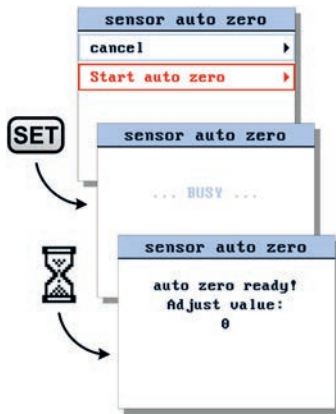 sensor auto zero
cancel
Start auto zero
SET
sensor auto zero
... BUSY ...
sensor auto zero
auto zero ready!
Adjust value:
0